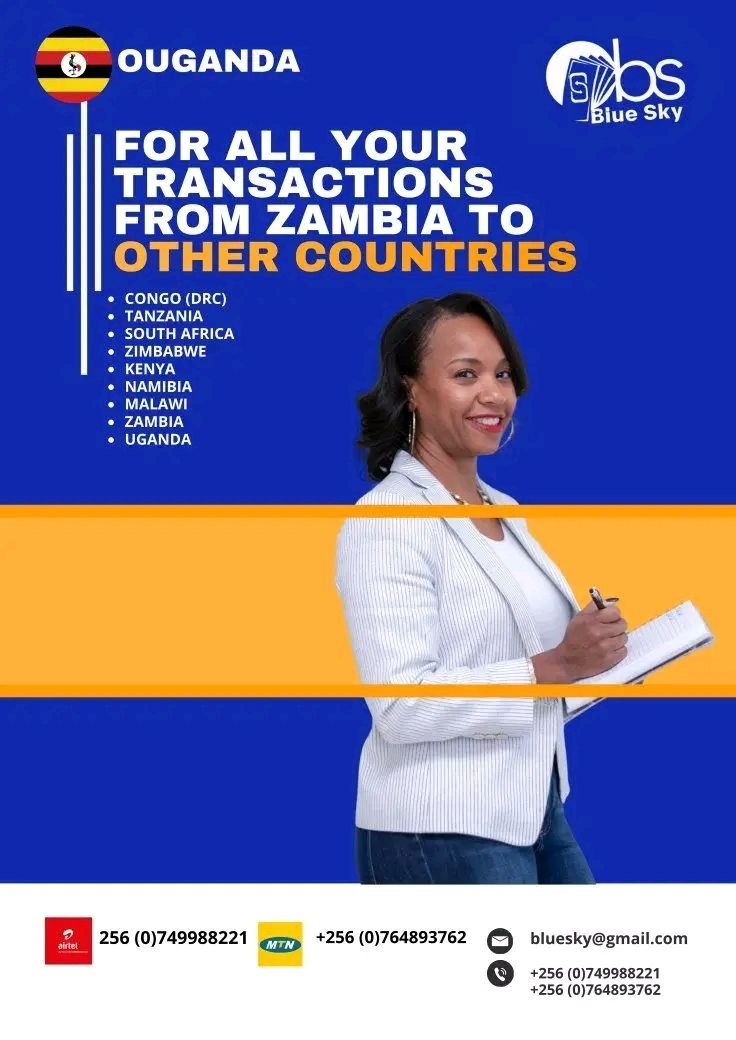 OUGANDA
bs
Blue Sky
FOR ALL YOUR
TRANSACTIONS
FROM ZAMBIA TO
OTHER COUNTRIES
• CONGO (DRC)
• TANZANIA
• SOUTH AFRICA
• ZIMBABWE
• KENYA
• NAMIBIA
• MALAWI
• ZAMBIA
• UGANDA
airtel
256 (0)749988221
MTN
+256 (0)764893762
bluesky@gmail.com
+256 (0)749988221
+256 (0)764893762